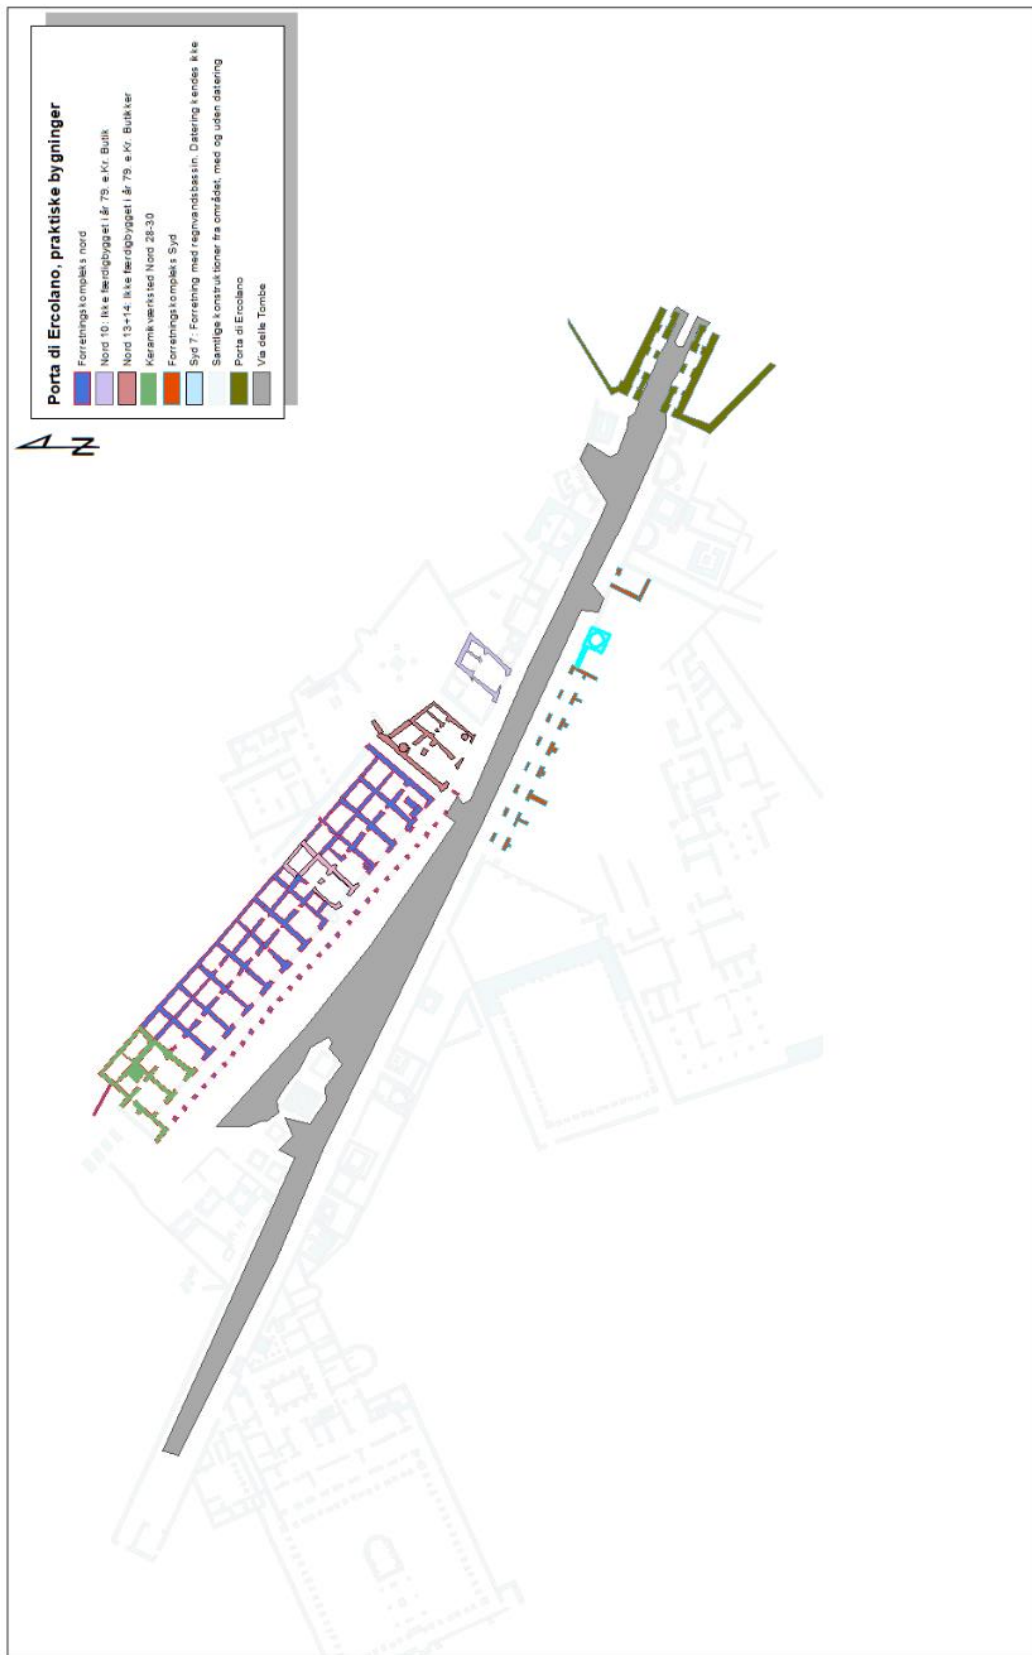 Porta di Ercolano, praktiske bygninger
Forretningskompleks nord
Nord 10: Ikke færdigbygget i år 79. e.Kr. Butik
Nord 13+14: Ikke færdigbygget i år 79. e.Kr. Butikker
Keramikværksted Nord 28-30
Forretningskompleks Syd
Syd 7: Forretning med regnvandsbassin. Datering kendes ikke
Samtlige konstruktioner fra området, med og uden datering
Porta di Ercolano
Via delle Tombe
N